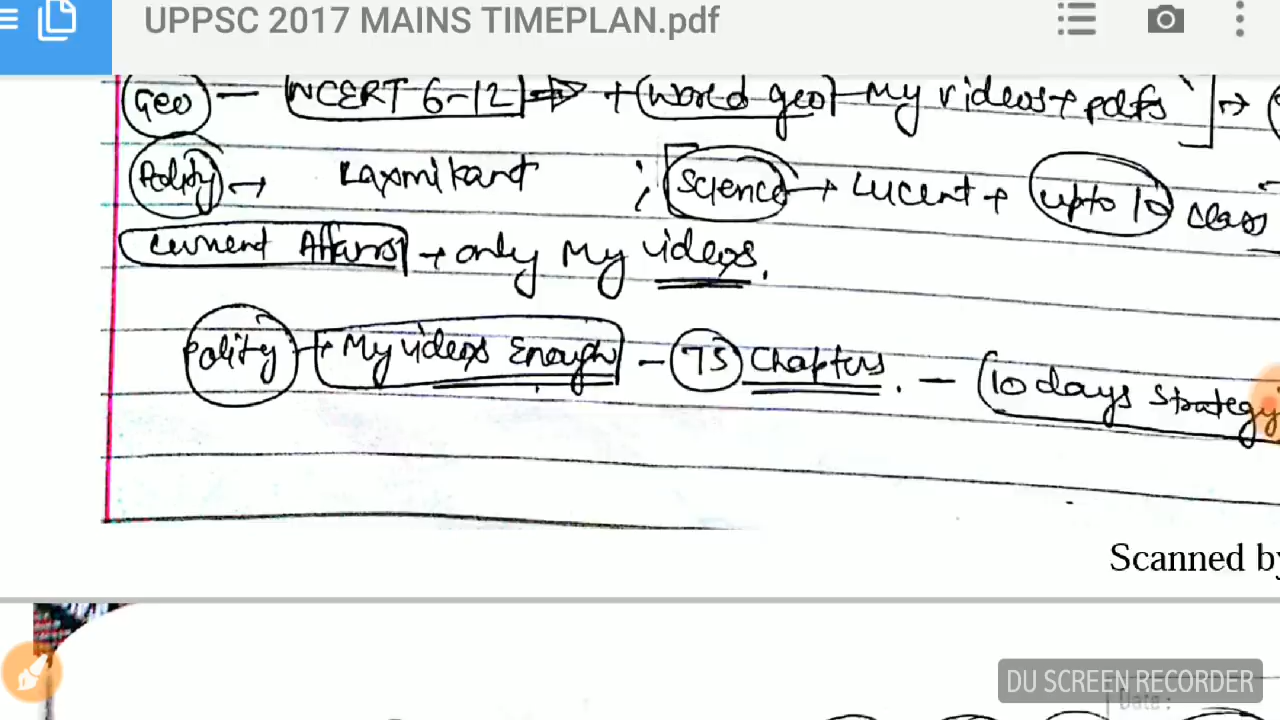 UPPSC 2017 MAINS TIMEPLAN.pdf
Geo — NCERT 6-12 ⇒ + World geo — My videos + pdfs ] →
Polity → Laxmikant ; Science → Lucent + upto 10 class
Current Affairs → only My videos.
Polity → My videos Enough — 75 Chapters. — 10 days strategy
Scanned by
DU SCREEN RECORDER
Date :